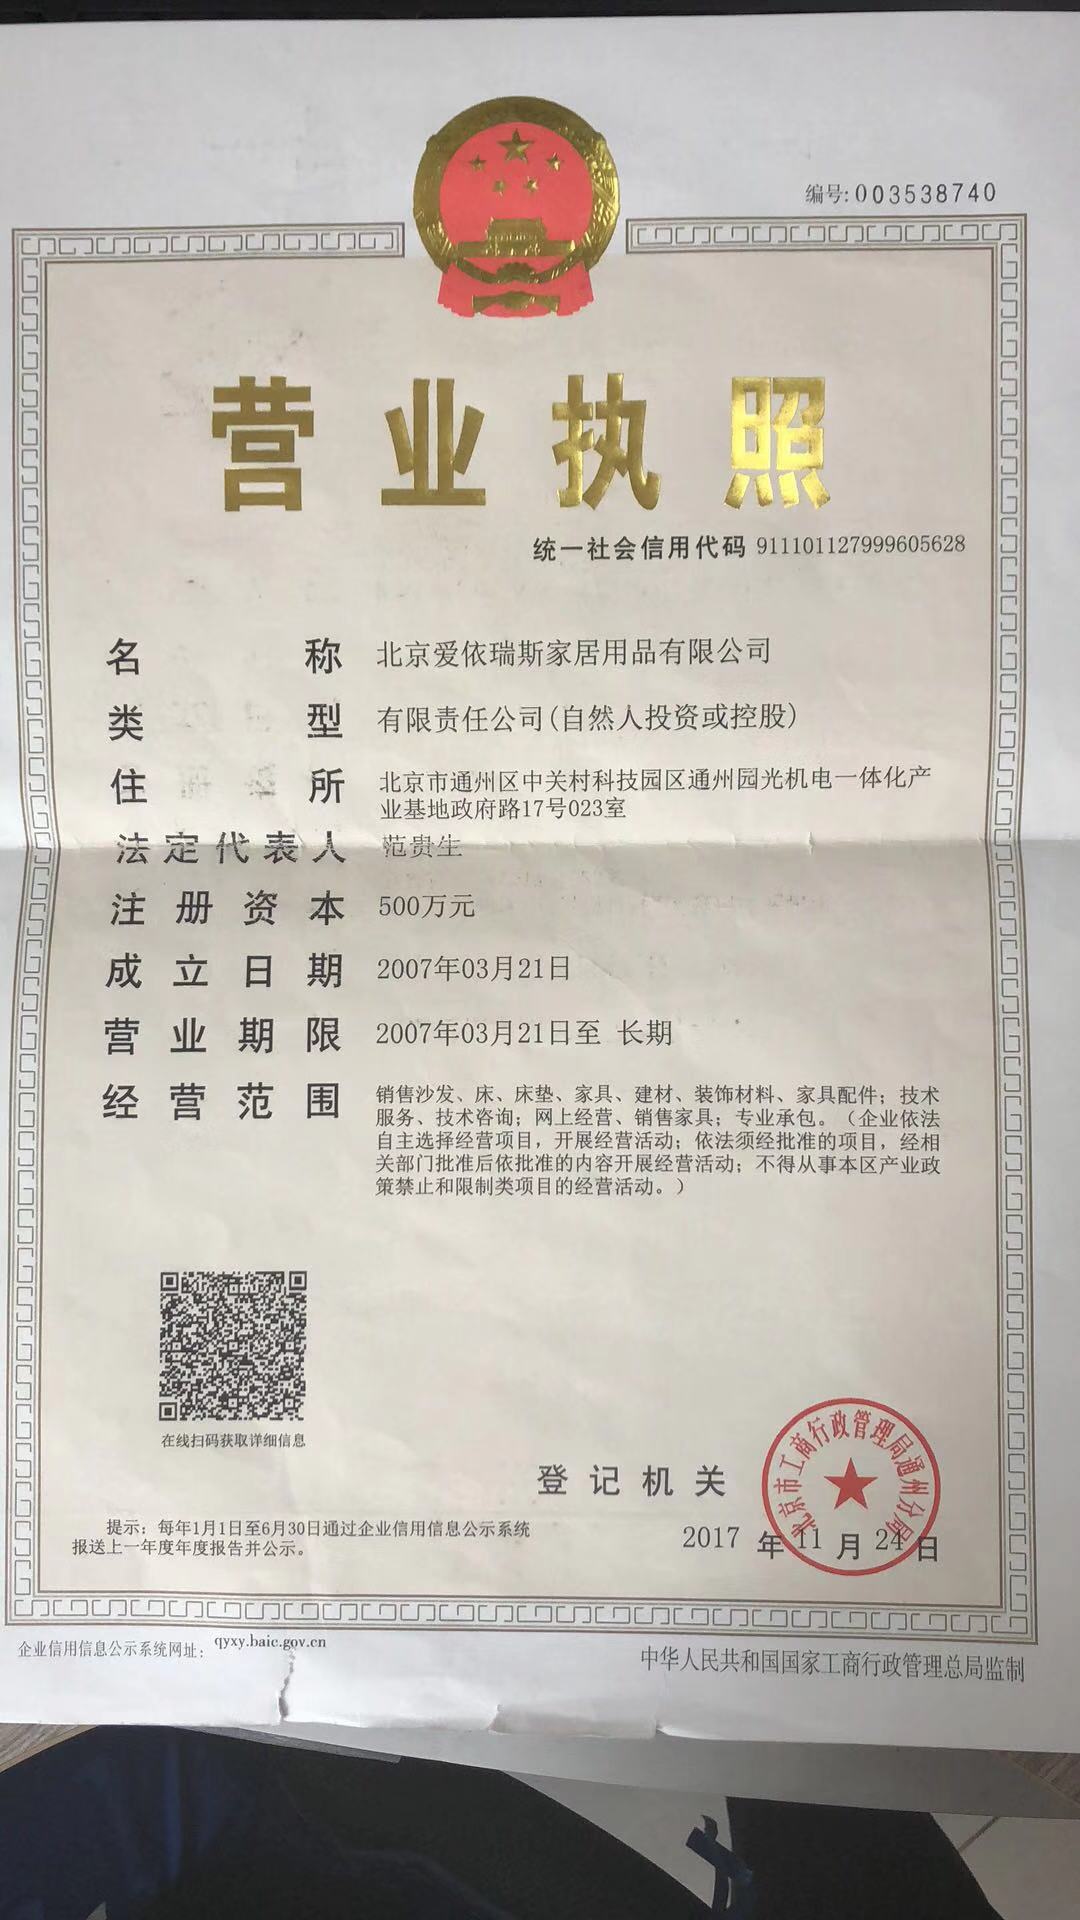 编号:003538740
营业执照
统一社会信用代码 911101127999605628
名称 北京爱依瑞斯家居用品有限公司
类型 有限责任公司(自然人投资或控股)
住所 北京市通州区中关村科技园区通州园光机电一体化产
业基地政府路17号023室
法定代表人 范贵生
注册资本 500万元
成立日期 2007年03月21日
营业期限 2007年03月21日至 长期
经营范围 销售沙发、床、床垫、家具、建材、装饰材料、家具配件；技术
服务、技术咨询；网上经营、销售家具；专业承包。（企业依法
自主选择经营项目，开展经营活动；依法须经批准的项目，经相
关部门批准后依批准的内容开展经营活动；不得从事本区产业政
策禁止和限制类项目的经营活动。）
在线扫码获取详细信息
登记机关
北京市工商行政管理局通州分局
2017 年 11 月 24 日
提示：每年1月1日至6月30日通过企业信用信息公示系统
报送上一年度年度报告并公示。
企业信用信息公示系统网址： qyxy.baic.gov.cn
中华人民共和国国家工商行政管理总局监制